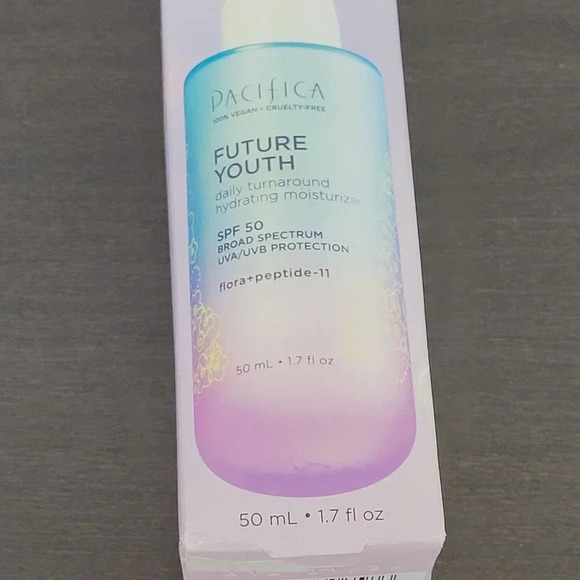 PACIFICA
100% VEGAN • CRUELTY-FREE
FUTURE
YOUTH
daily turnaround
hydrating moisturizer
SPF 50
BROAD SPECTRUM
UVA/UVB PROTECTION
flora+peptide-11
50 mL • 1.7 fl oz
50 mL • 1.7 fl oz